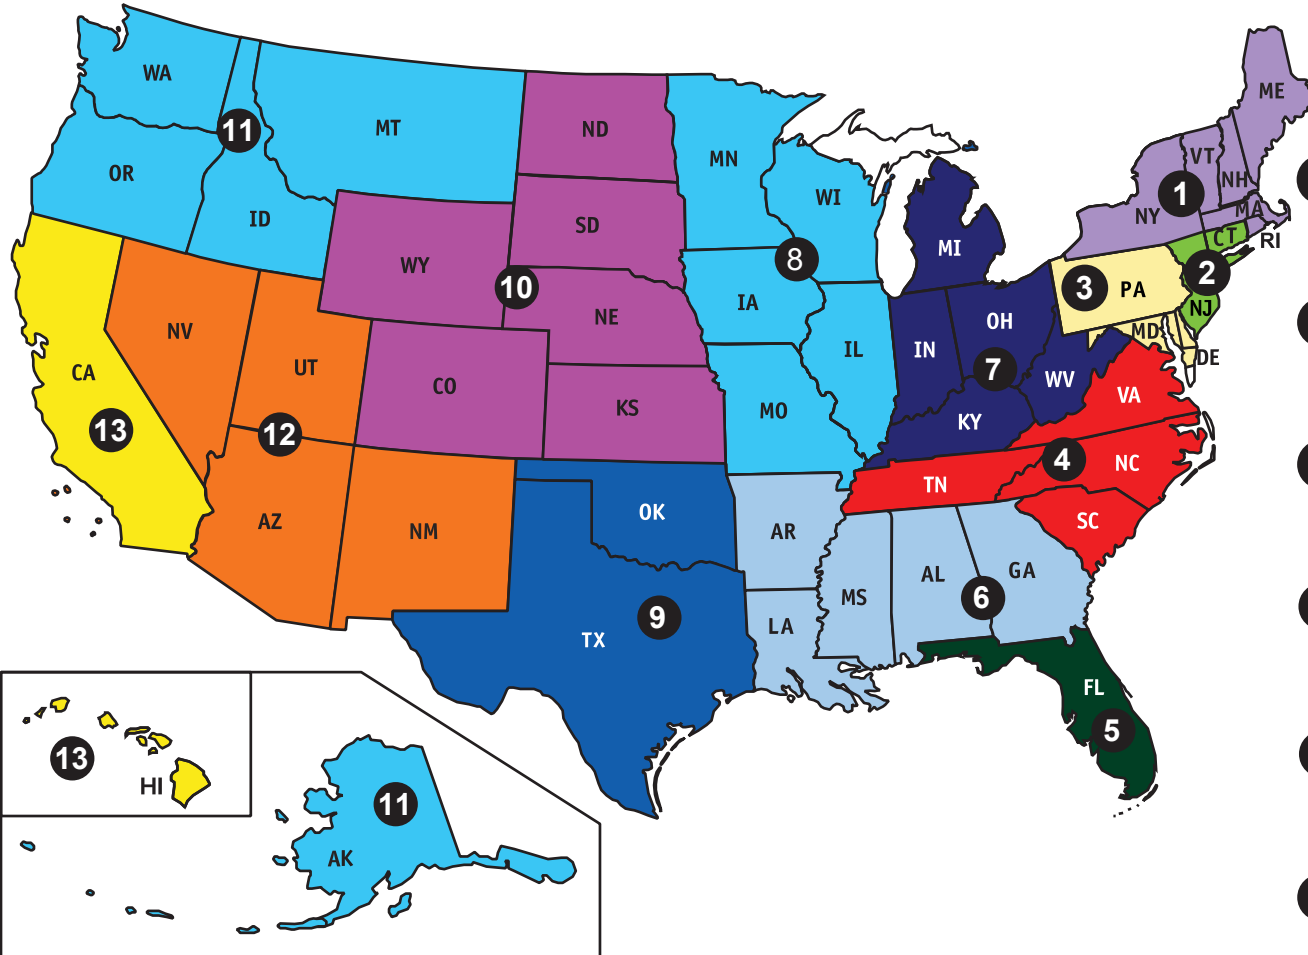 WA
MT
ND
MN
ME
11
OR
ID
SD
WI
VT
NH
1
NY
MA
MI
CT
RI
WY
10
8
2
3
PA
NE
IA
NJ
OH
MD
NV
IN
IL
DE
UT
CO
7
WV
CA
KS
MO
VA
13
12
KY
4
NC
TN
AZ
NM
OK
AR
SC
AL
GA
MS
6
9
TX
LA
FL
5
13
HI
11
AK